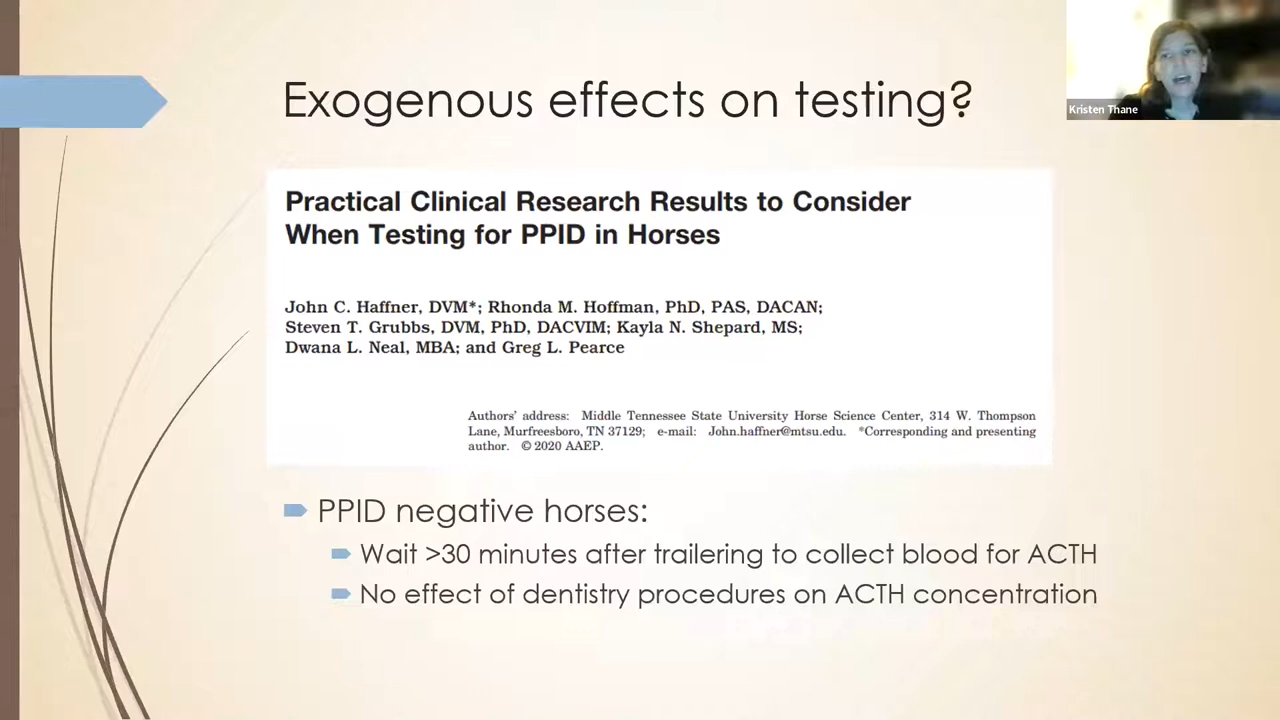 Exogenous effects on testing?
Kristen Thane
Practical Clinical Research Results to Consider
When Testing for PPID in Horses
John C. Haffner, DVM*; Rhonda M. Hoffman, PhD, PAS, DACAN;
Steven T. Grubbs, DVM, PhD, DACVIM; Kayla N. Shepard, MS;
Dwana L. Neal, MBA; and Greg L. Pearce
Authors' address: Middle Tennessee State University Horse Science Center, 314 W. Thompson
Lane, Murfreesboro, TN 37129; e-mail: John.haffner@mtsu.edu. *Corresponding and presenting
author. © 2020 AAEP.
PPID negative horses:
Wait >30 minutes after trailering to collect blood for ACTH
No effect of dentistry procedures on ACTH concentration